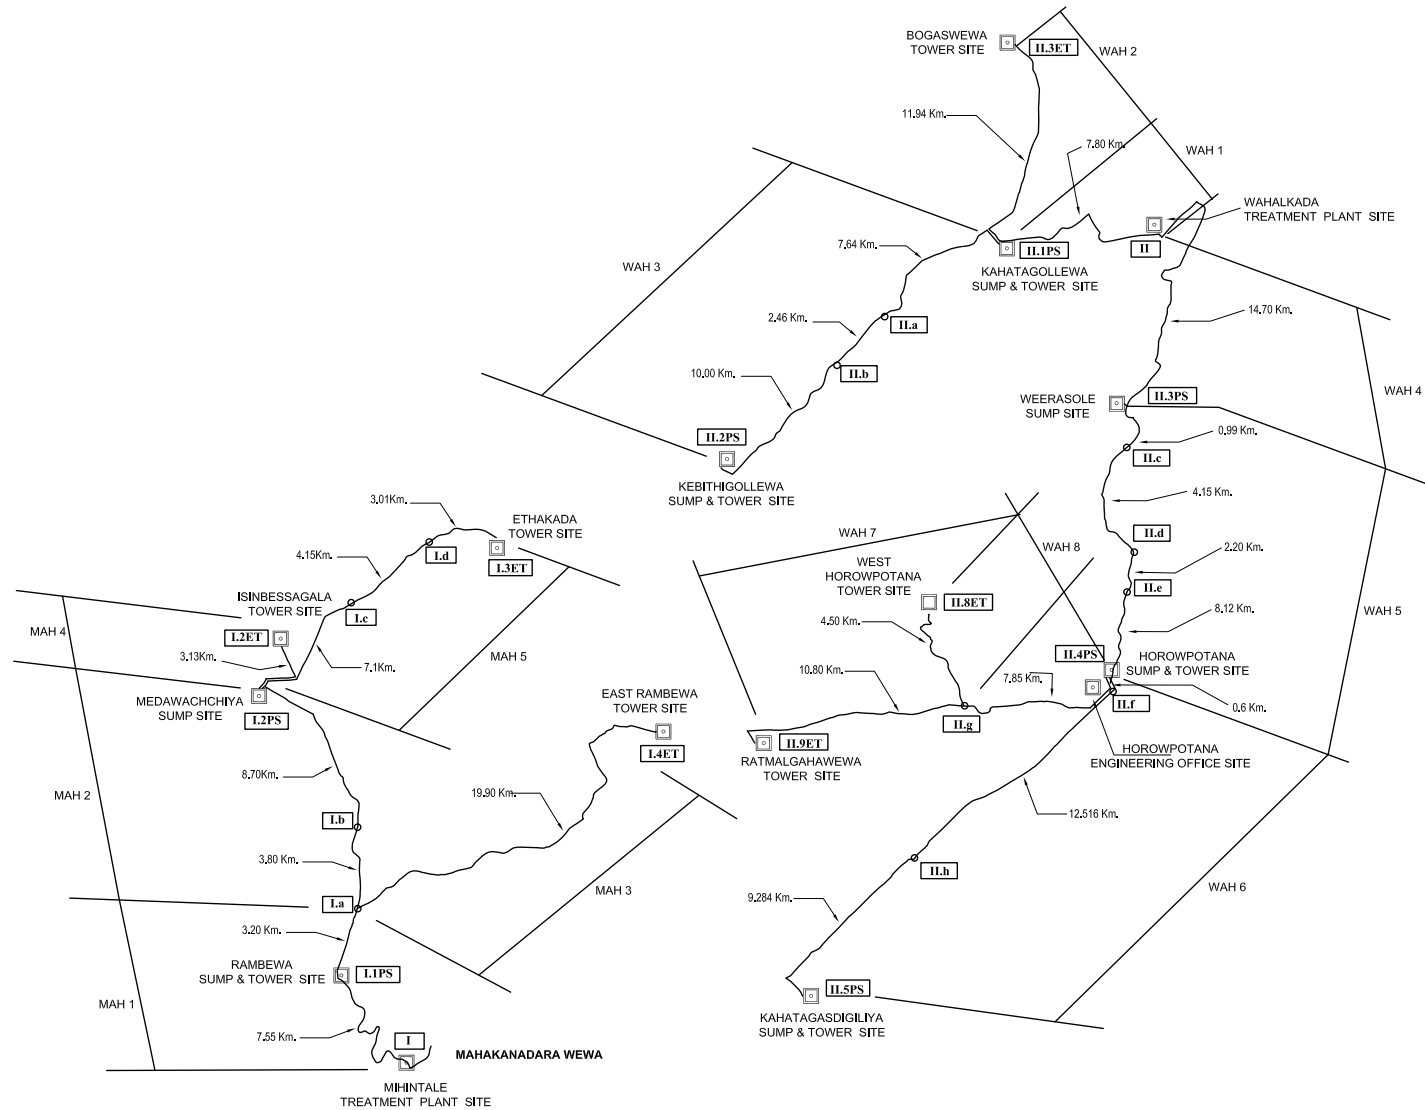 BOGASWEWA
TOWER SITE
II.3ET
WAH 2
11.94 Km.
7.80 Km.
WAH 1
WAHALKADA
TREATMENT PLANT SITE
II
7.64 Km.
II.1PS
KAHATAGOLLEWA
SUMP & TOWER SITE
WAH 3
2.46 Km.
II.a
14.70 Km.
10.00 Km.
II.b
WEERASOLE
SUMP SITE
II.3PS
WAH 4
II.2PS
0.99 Km.
II.c
KEBITHIGOLLEWA
SUMP & TOWER SITE
4.15 Km.
3.01Km.
ETHAKADA
TOWER SITE
WAH 7
WAH 8
II.d
I.d
4.15Km.
I.3ET
2.20 Km.
WEST
HOROWPOTANA
TOWER SITE
II.e
ISINBESSAGALA
TOWER SITE
I.c
II.8ET
WAH 5
4.50 Km.
8.12 Km.
MAH 4
I.2ET
3.13Km.
7.1Km.
MAH 5
II.4PS
HOROWPOTANA
SUMP & TOWER SITE
10.80 Km.
7.85 Km.
MEDAWACHCHIYA
SUMP SITE
I.2PS
EAST RAMBEWA
TOWER SITE
II.f
0.6 Km.
II.g
I.4ET
II.9ET
RATMALGAHAWEWA
TOWER SITE
HOROWPOTANA
ENGINEERING OFFICE SITE
8.70Km.
MAH 2
19.90 Km.
12.516 Km.
I.b
3.80 Km.
II.h
MAH 3
WAH 6
I.a
9.284 Km.
3.20 Km.
RAMBEWA
SUMP & TOWER SITE
I.1PS
II.5PS
MAH 1
KAHATAGASDIGILIYA
SUMP & TOWER SITE
7.55 Km.
I
MAHAKANADARA WEWA
MIHINTALE
TREATMENT PLANT SITE